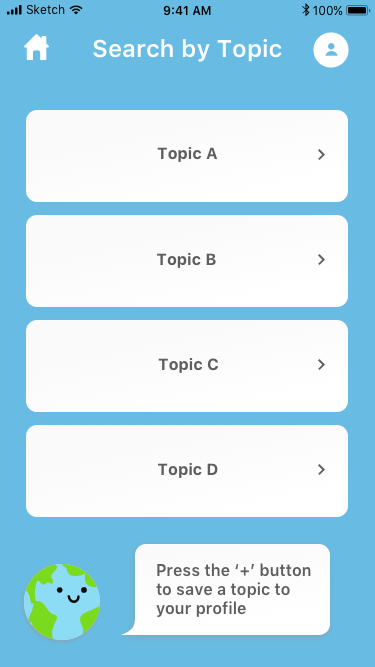 Sketch 9:41 AM 100%
Search by Topic
Topic A
Topic B
Topic C
Topic D
Press the ‘+’ button
to save a topic to
your profile